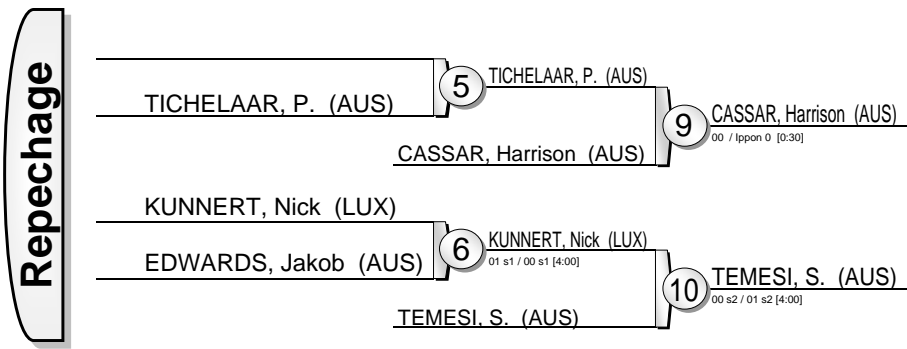 Repechage
TICHELAAR, P. (AUS)
5
TICHELAAR, P. (AUS)
CASSAR, Harrison (AUS)
9
CASSAR, Harrison (AUS)
00 / Ippon 0 [0:30]
KUNNERT, Nick (LUX)
EDWARDS, Jakob (AUS)
6
KUNNERT, Nick (LUX)
01 s1 / 00 s1 [4:00]
TEMESI, S. (AUS)
10
TEMESI, S. (AUS)
00 s2 / 01 s2 [4:00]